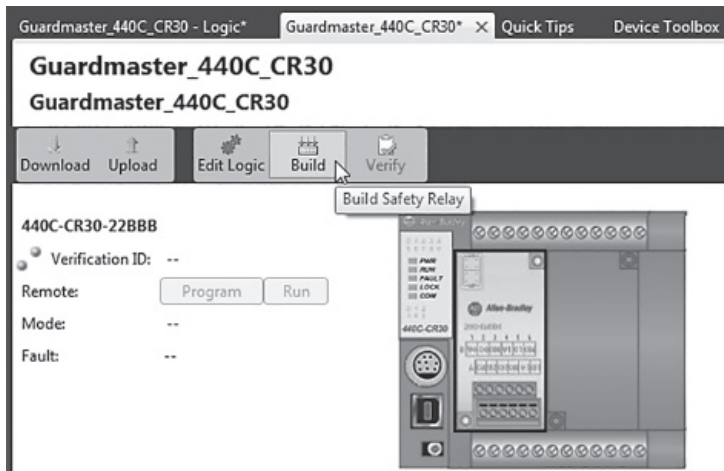 Guardmaster_440C_CR30 - Logic*
Guardmaster_440C_CR30*
Quick Tips
Device Toolbox
Guardmaster_440C_CR30
Guardmaster_440C_CR30
Download
Upload
Edit Logic
Build
Verify
Build Safety Relay
440C-CR30-22BBB
Verification ID: --
Remote:
Program
Run
Mode: --
Fault: --
PWR
RUN
FAULT
LOCK
COM
440C-CR30
Allen-Bradley